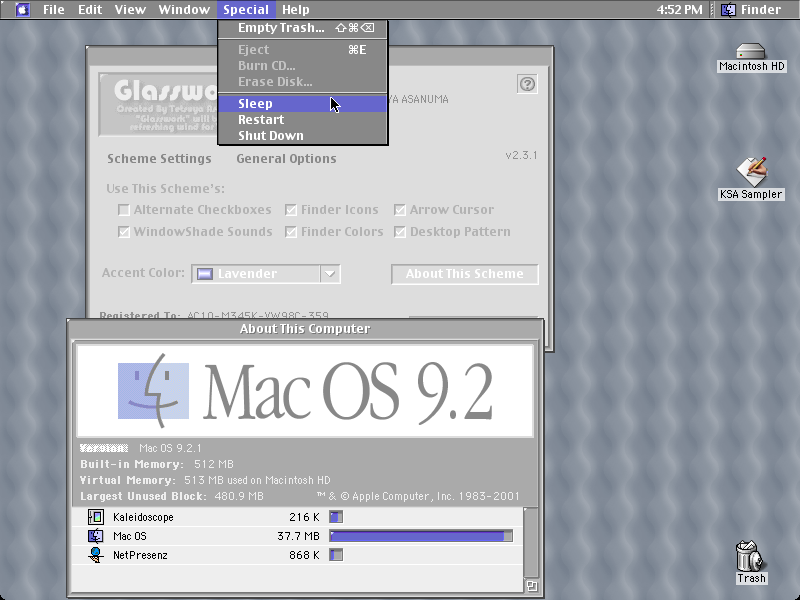 File Edit View Window Special Help 4:52 PM Finder
Empty Trash... ⇧⌘⌫
Eject ⌘E
Burn CD...
Erase Disk...
Sleep
Restart
Shut Down
Macintosh HD
KSA Sampler
Trash
Glasswo
Created By Tetsuya As
"Glasswork" will b
refreshing wind for
YA ASANUMA
?
Scheme Settings General Options v2.3.1
Use This Scheme's:
Alternate Checkboxes Finder Icons Arrow Cursor
WindowShade Sounds Finder Colors Desktop Pattern
Accent Color: Lavender About This Scheme
Registered To: AC10-M345K-VW98C-359
About This Computer
Mac OS 9.2
Version: Mac OS 9.2.1
Built-in Memory: 512 MB
Virtual Memory: 513 MB used on Macintosh HD
Largest Unused Block: 480.9 MB ™ & © Apple Computer, Inc. 1983-2001
Kaleidoscope 216 K
Mac OS 37.7 MB
NetPresenz 868 K